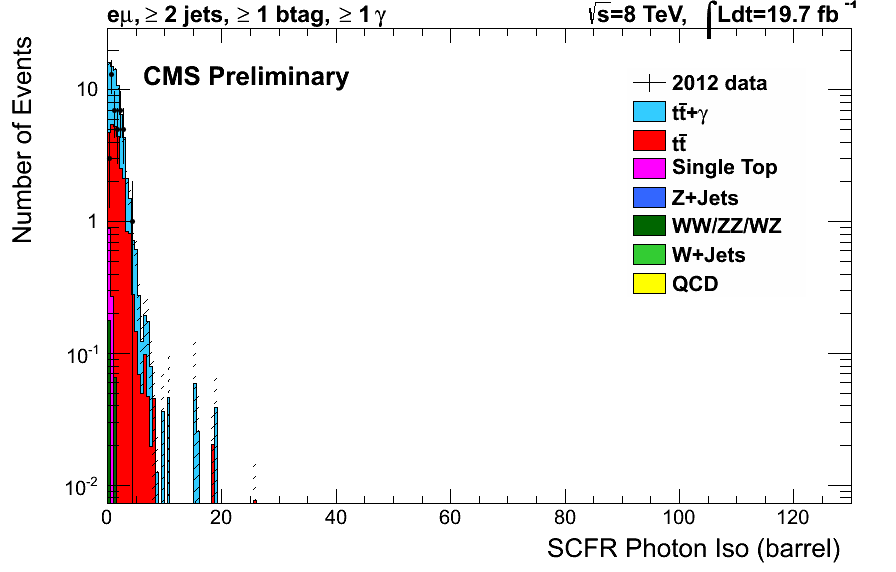 eμ, ≥ 2 jets, ≥ 1 btag, ≥ 1 γ
√s=8 TeV, ∫Ldt=19.7 fb⁻¹
CMS Preliminary
2012 data
tt̄+γ
tt̄
Single Top
Z+Jets
WW/ZZ/WZ
W+Jets
QCD
Number of Events
10
1
10⁻¹
10⁻²
0 20 40 60 80 100 120
SCFR Photon Iso (barrel)